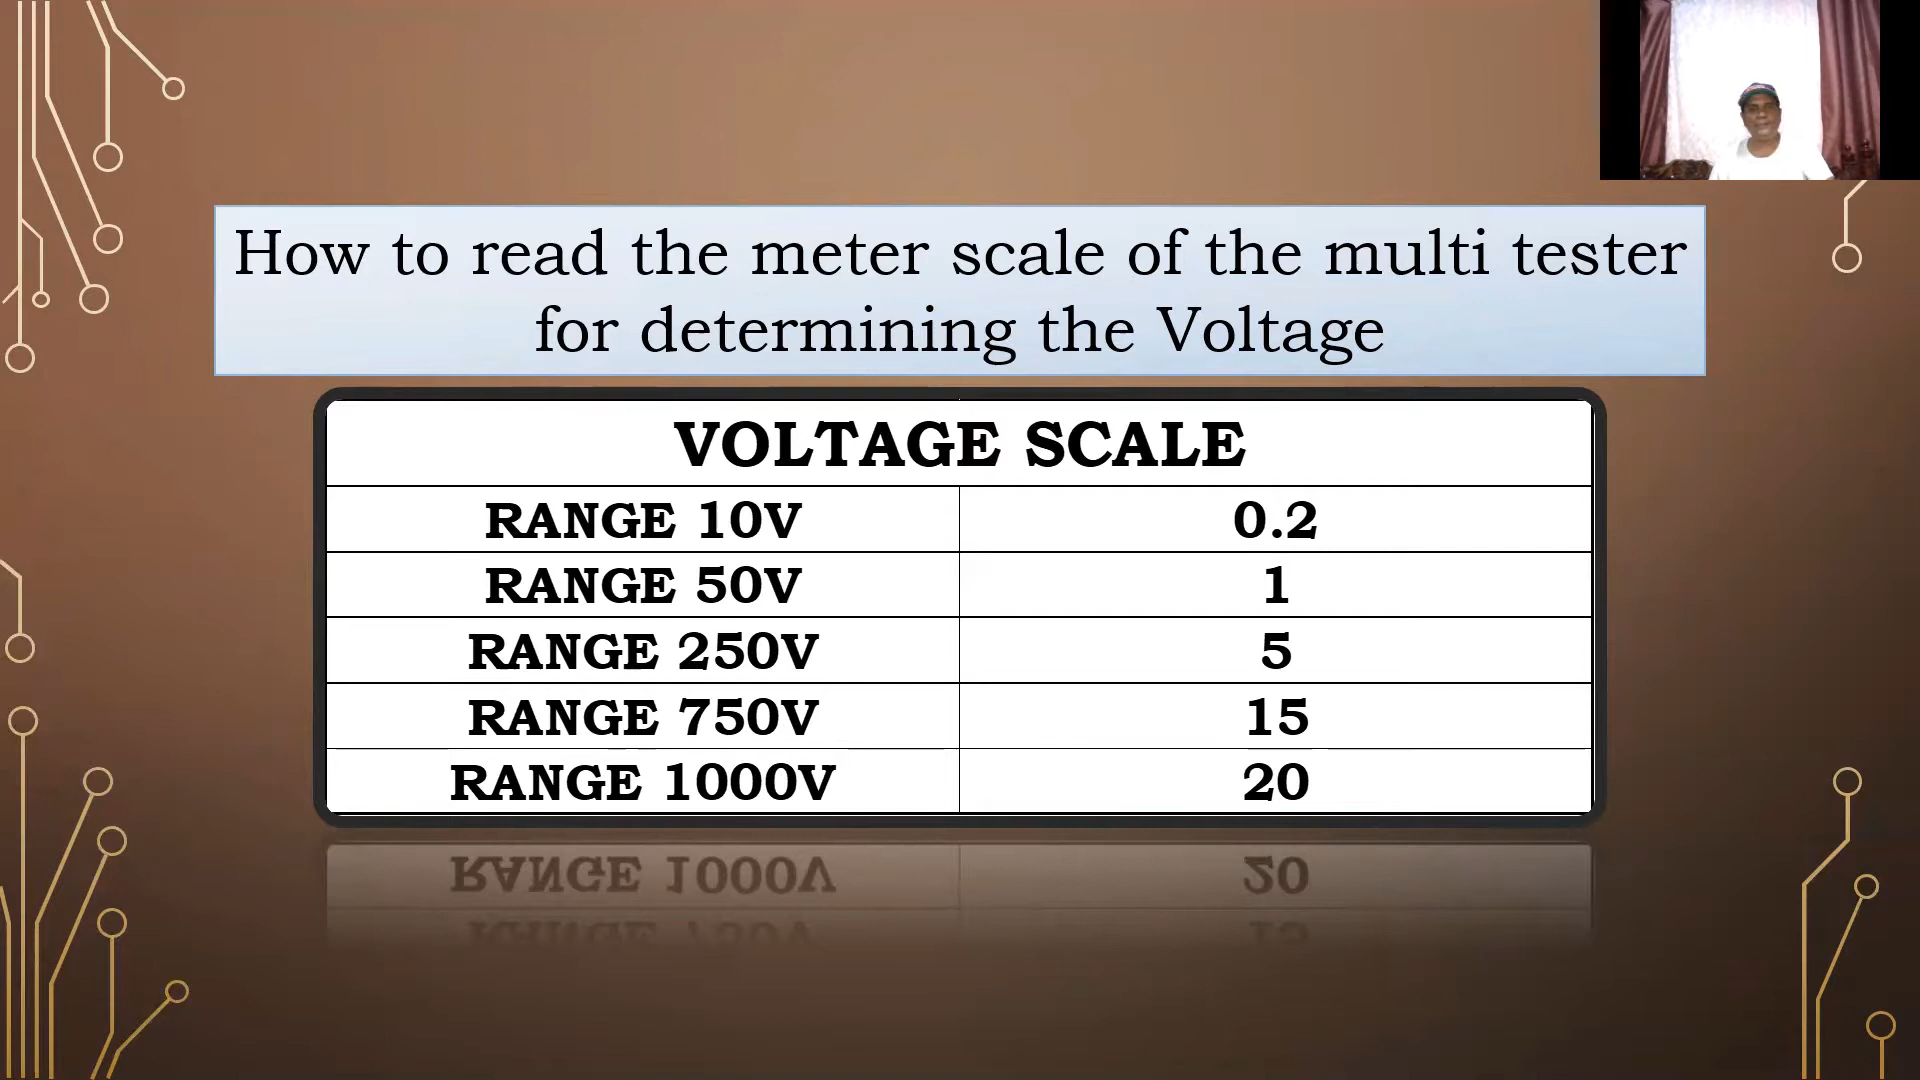 How to read the meter scale of the multi tester
for determining the Voltage
VOLTAGE SCALE
RANGE 10V 0.2
RANGE 50V 1
RANGE 250V 5
RANGE 750V 15
RANGE 1000V 20